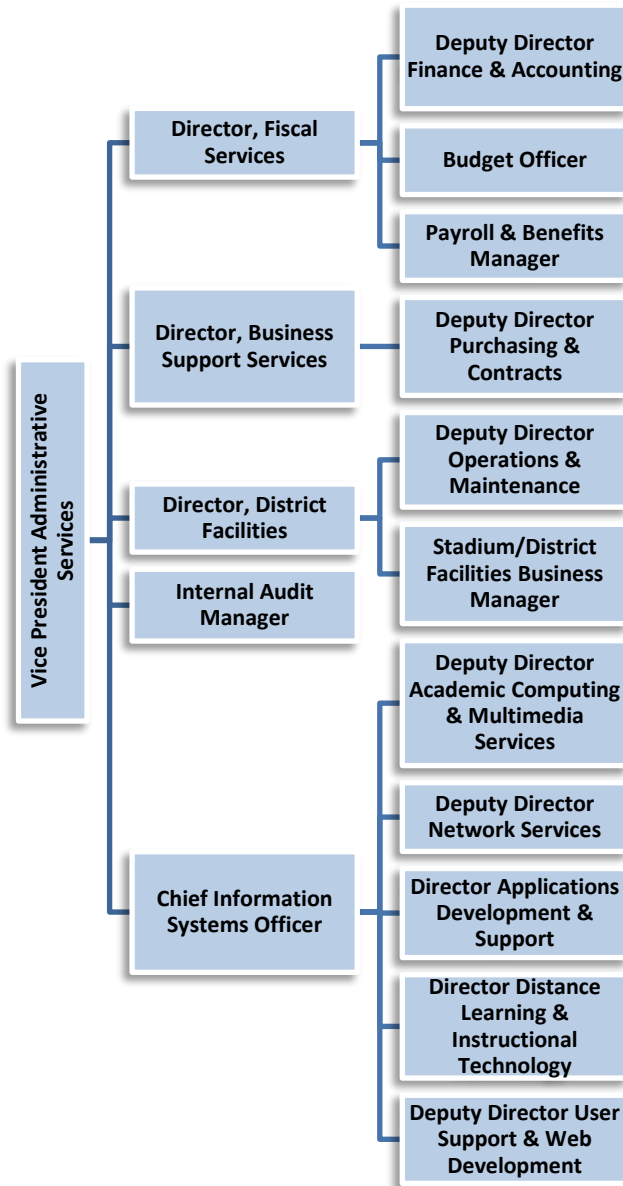 Vice President Administrative
Services
Director, Fiscal
Services
Deputy Director
Finance & Accounting
Budget Officer
Payroll & Benefits
Manager
Director, Business
Support Services
Deputy Director
Purchasing &
Contracts
Director, District
Facilities
Deputy Director
Operations &
Maintenance
Stadium/District
Facilities Business
Manager
Internal Audit
Manager
Chief Information
Systems Officer
Deputy Director
Academic Computing
& Multimedia
Services
Deputy Director
Network Services
Director Applications
Development &
Support
Director Distance
Learning &
Instructional
Technology
Deputy Director User
Support & Web
Development